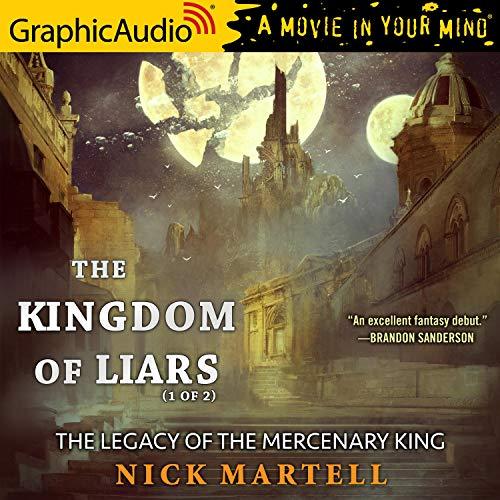 GraphicAudio®
A MOVIE IN YOUR MIND®
THE
KINGDOM
OF LIARS
(1 OF 2)
"An excellent fantasy debut."
—BRANDON SANDERSON
THE LEGACY OF THE MERCENARY KING
NICK MARTELL